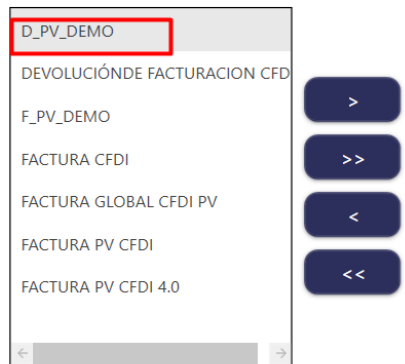 D_PV_DEMO
DEVOLUCIÓNDE FACTURACION CFD
F_PV_DEMO
FACTURA CFDI
FACTURA GLOBAL CFDI PV
FACTURA PV CFDI
FACTURA PV CFDI 4.0
>
>>
<
<<